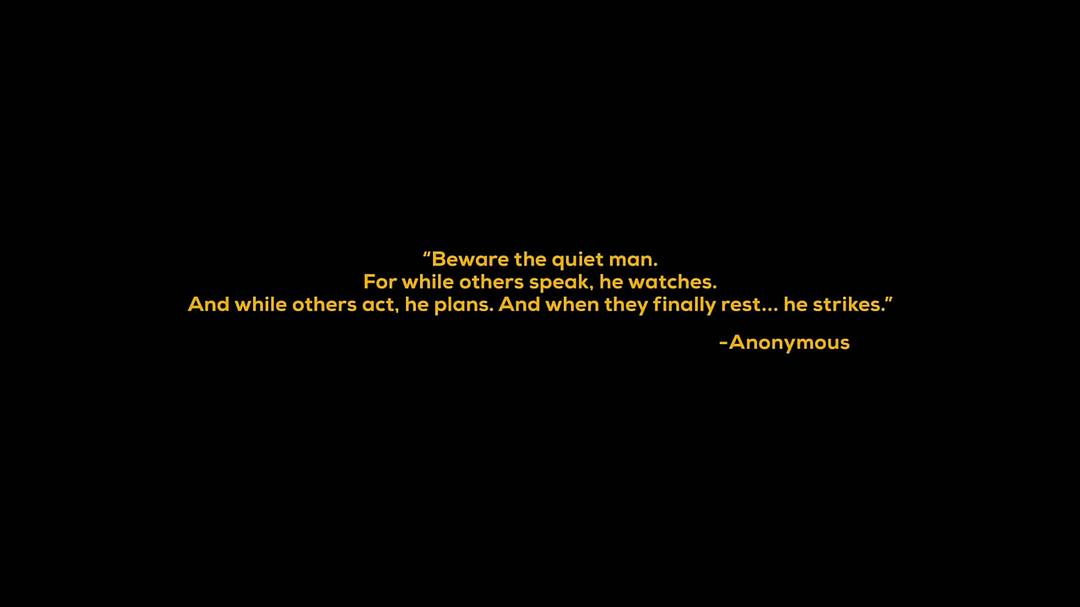 “Beware the quiet man.
For while others speak, he watches.
And while others act, he plans. And when they finally rest... he strikes.”
-Anonymous